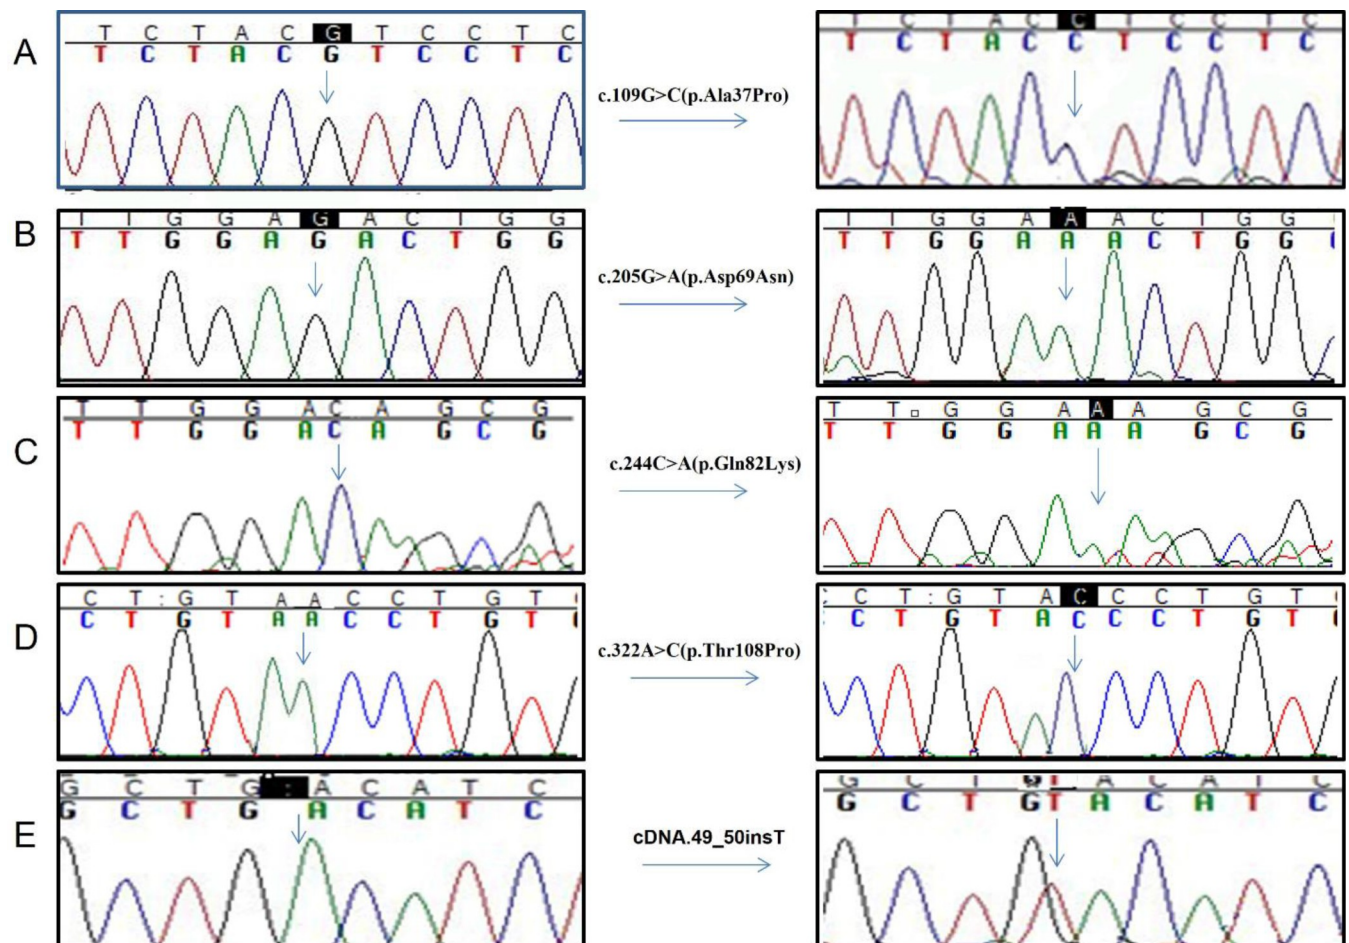 A
T C T A C G T C C T C
T C T A C G T C C T C
c.109G>C(p.Ala37Pro)
T C T A C C T C C T C
T C T A C C T C C T C
B
T T G G A G A C T G G
T T G G A G A C T G G
c.205G>A(p.Asp69Asn)
T T G G A A A C T G G
T T G G A A A C T G G
C
T T G G A C A G C G
T T G G A C A G C G
c.244C>A(p.Gln82Lys)
T T G G A A A G C G
T T G G A A A G C G
D
C T : G T A A C C T G T
C T G T A A C C T G T
c.322A>C(p.Thr108Pro)
C T : G T A C C C T G T
C T G T A C C C T G T
E
G C T G : A C A T C
G C T G A C A T C
cDNA.49_50insT
G C T G T A C A T C
G C T G T A C A T C